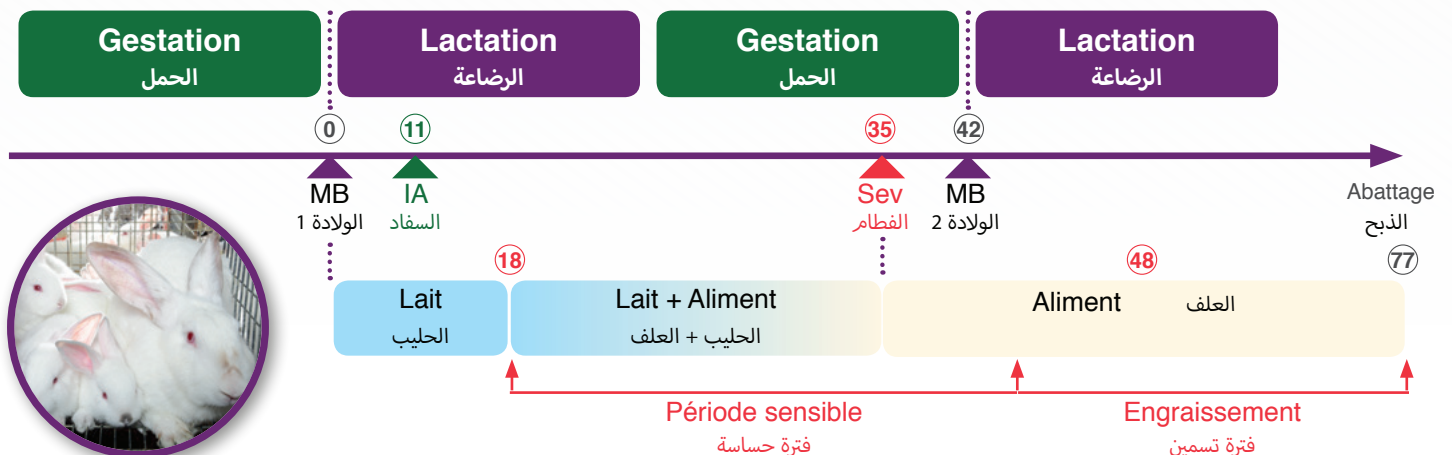 Gestation
الحمل
Lactation
الرضاعة
Gestation
الحمل
Lactation
الرضاعة
0
11
35
42
MB
الولادة 1
IA
السفاد
Sev
الفطام
MB
الولادة 2
Abattage
الذبح
18
48
77
Lait
الحليب
Lait + Aliment
الحليب + العلف
Aliment العلف
Période sensible
فترة حساسة
Engraissement
فترة تسمين